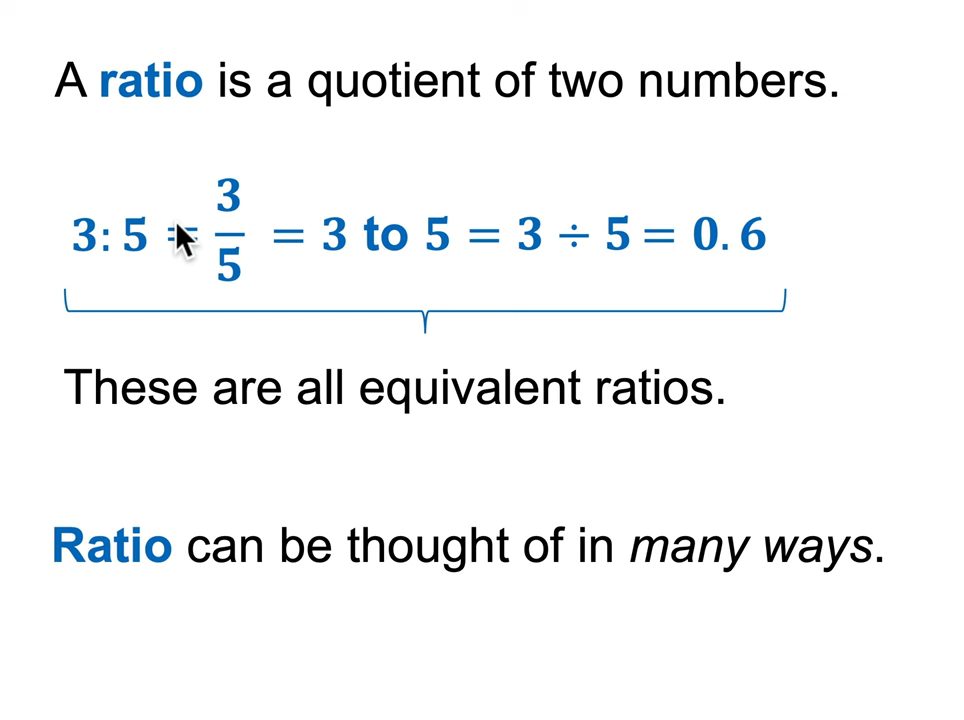 A ratio is a quotient of two numbers.
3:5 = 3/5 = 3 to 5 = 3 ÷ 5 = 0.6
These are all equivalent ratios.
Ratio can be thought of in many ways.